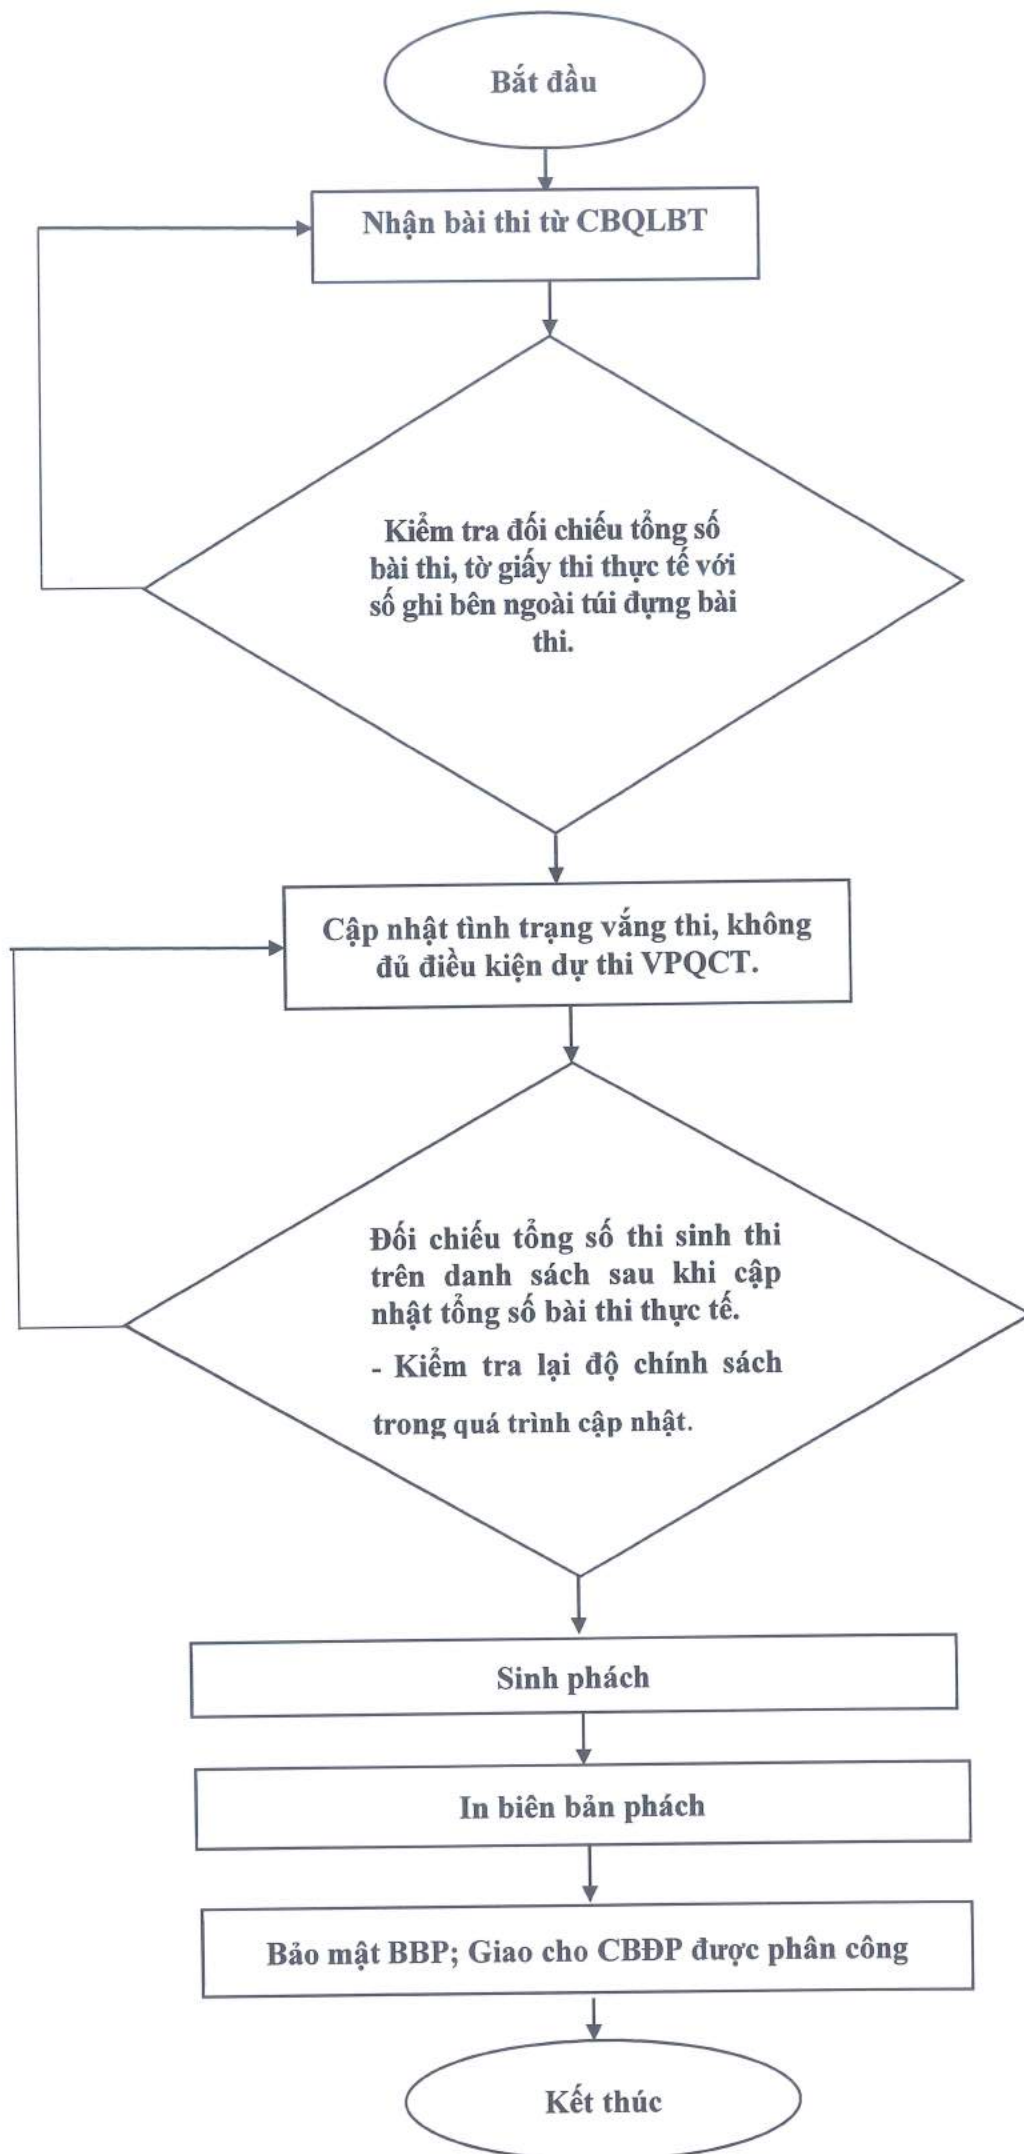 Bắt đầu
Nhận bài thi từ CBQLBT
Kiểm tra đối chiếu tổng số
bài thi, tờ giấy thi thực tế với
số ghi bên ngoài túi đựng bài
thi.
Cập nhật tình trạng vắng thi, không
đủ điều kiện dự thi VPQCT.
Đối chiếu tổng số thi sinh thi
trên danh sách sau khi cập
nhật tổng số bài thi thực tế.
- Kiểm tra lại độ chính sách
trong quá trình cập nhật.
Sinh phách
In biên bản phách
Bảo mật BBP; Giao cho CBĐP được phân công
Kết thúc